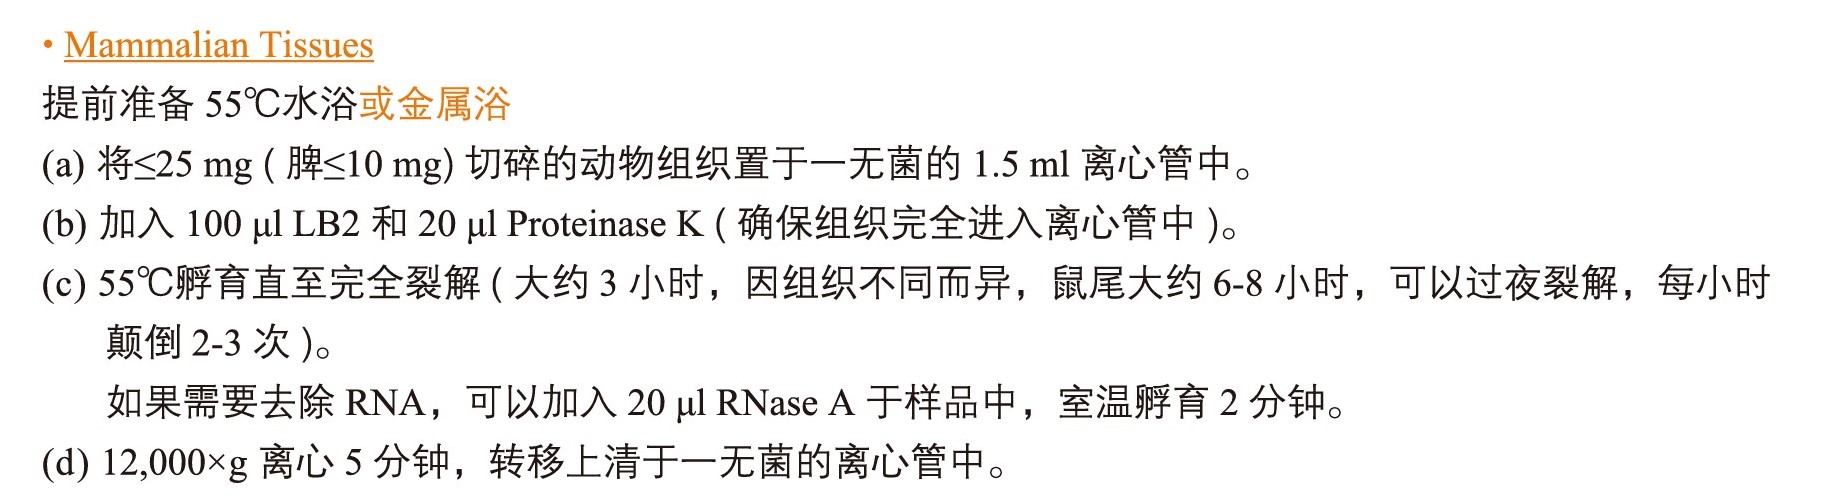 • Mammalian Tissues
提前准备 55℃水浴或金属浴
(a) 将≤25 mg ( 脾≤10 mg) 切碎的动物组织置于一无菌的 1.5 ml 离心管中。
(b) 加入 100 μl LB2 和 20 μl Proteinase K ( 确保组织完全进入离心管中 )。
(c) 55℃孵育直至完全裂解 ( 大约 3 小时，因组织不同而异，鼠尾大约 6-8 小时，可以过夜裂解，每小时
颠倒 2-3 次 )。
如果需要去除 RNA，可以加入 20 μl RNase A 于样品中，室温孵育 2 分钟。
(d) 12,000×g 离心 5 分钟，转移上清于一无菌的离心管中。